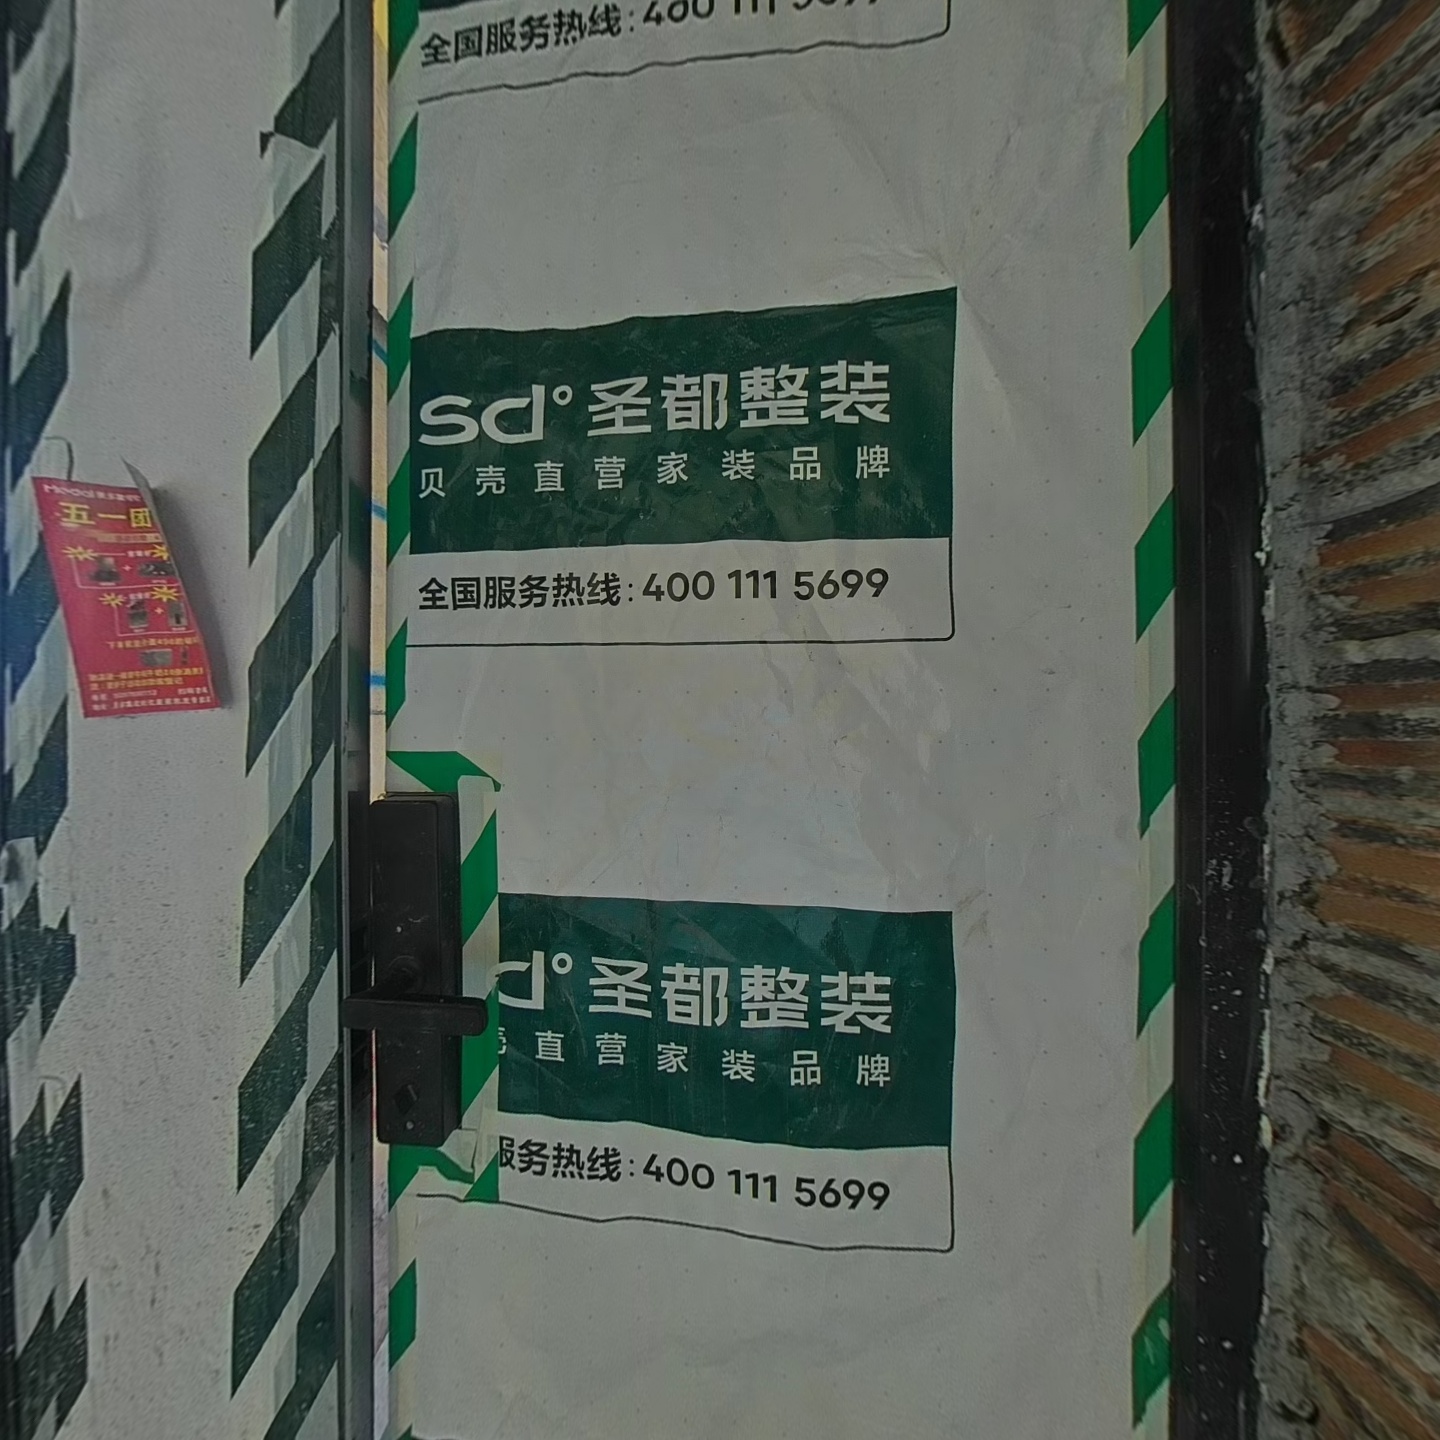 全国服务热线:400 111 5699
sd°圣都整装
贝壳直营家装品牌
全国服务热线:400 111 5699
d°圣都整装
直营家装品牌
服务热线:400 111 5699
五一团